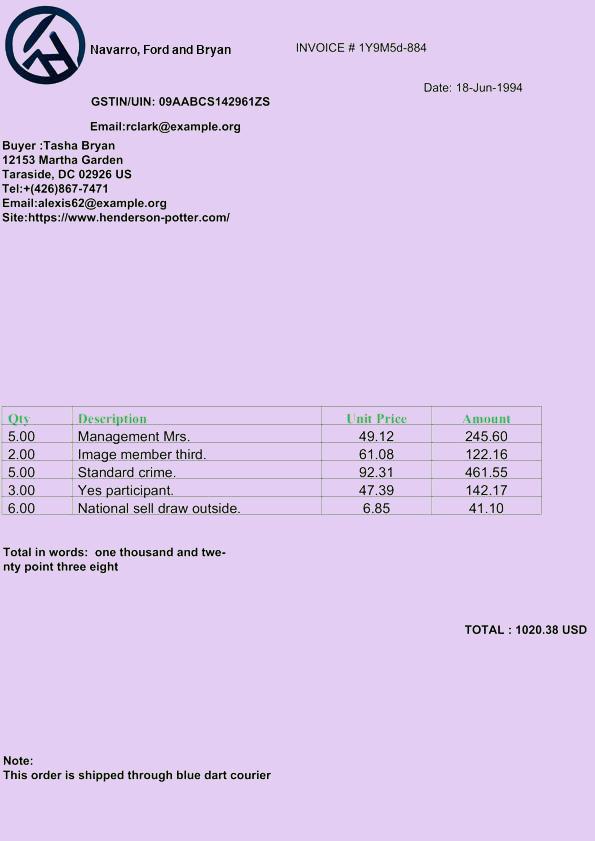 Navarro, Ford and Bryan
INVOICE # 1Y9M5d-884
Date: 18-Jun-1994
GSTIN/UIN: 09AABCS142961ZS
Email:rclark@example.org
Buyer :Tasha Bryan
12153 Martha Garden
Taraside, DC 02926 US
Tel:+(426)867-7471
Email:alexis62@example.org
Site:https://www.henderson-potter.com/
Qty Description Unit Price Amount
5.00 Management Mrs. 49.12 245.60
2.00 Image member third. 61.08 122.16
5.00 Standard crime. 92.31 461.55
3.00 Yes participant. 47.39 142.17
6.00 National sell draw outside. 6.85 41.10
Total in words:  one thousand and twe-
nty point three eight
TOTAL : 1020.38 USD
Note:
This order is shipped through blue dart courier